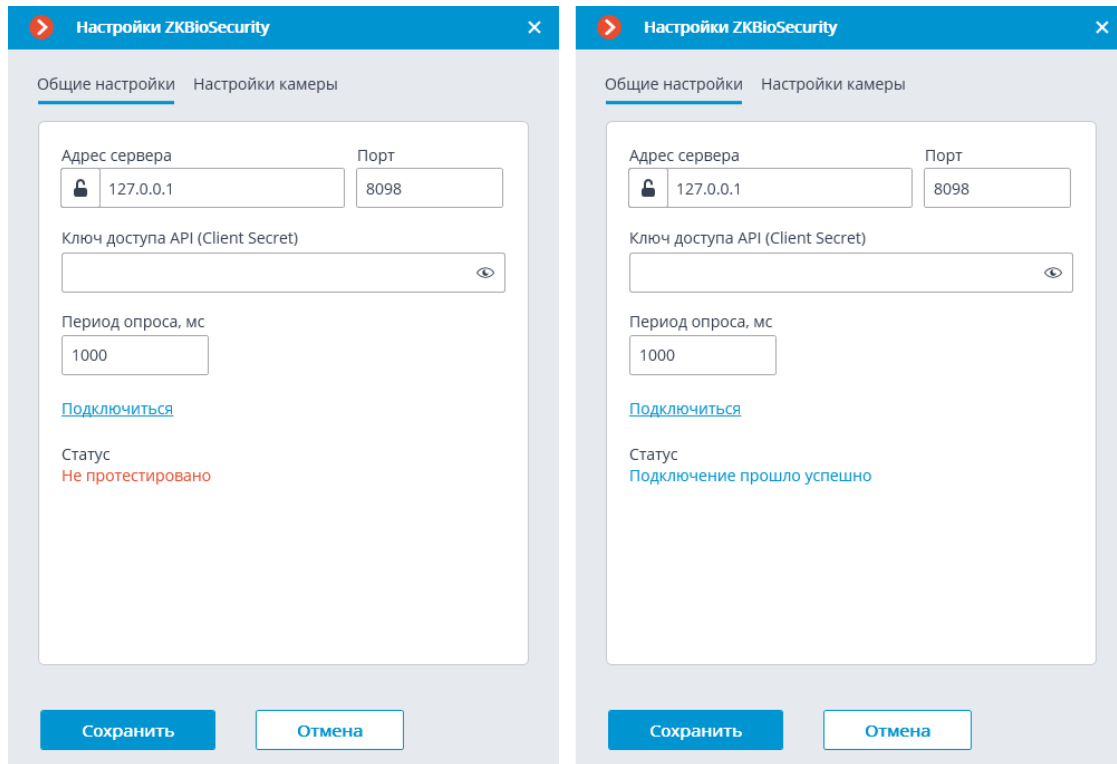 Настройки ZKBioSecurity
Общие настройки Настройки камеры
Адрес сервера Порт
127.0.0.1 8098
Ключ доступа API (Client Secret)
Период опроса, мс
1000
Подключиться
Статус
Не протестировано
Сохранить Отмена
Настройки ZKBioSecurity
Общие настройки Настройки камеры
Адрес сервера Порт
127.0.0.1 8098
Ключ доступа API (Client Secret)
Период опроса, мс
1000
Подключиться
Статус
Подключение прошло успешно
Сохранить Отмена